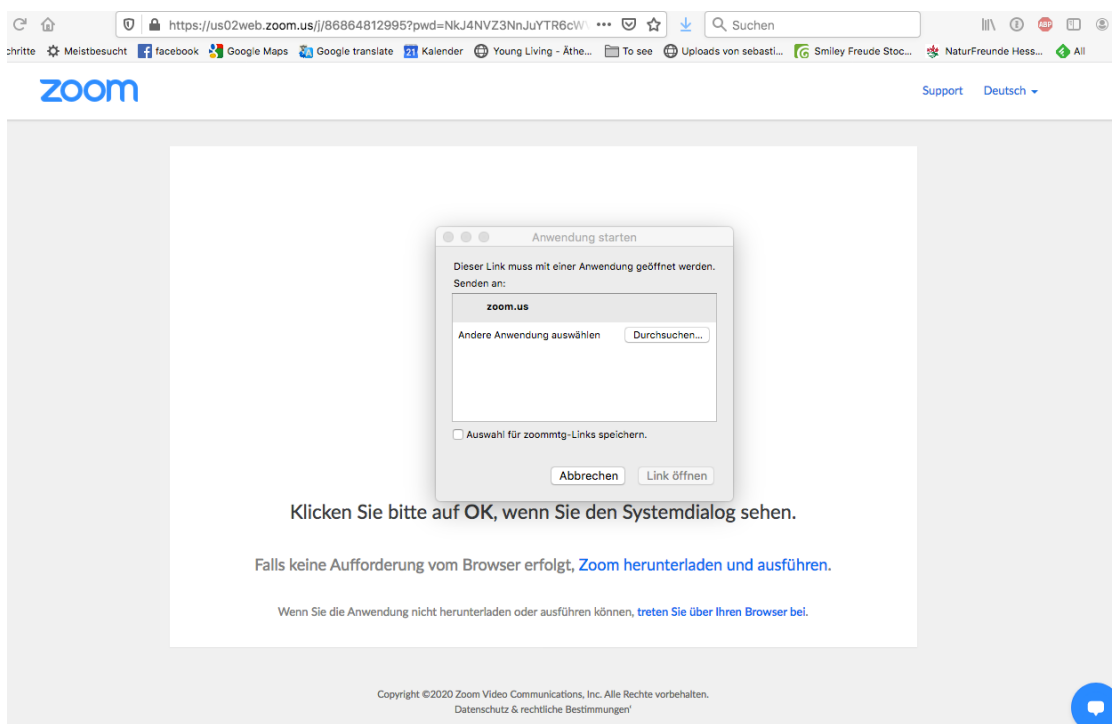 https://us02web.zoom.us/j/86864812995?pwd=NkJ4NVZ3NnJuYTR6cW
Suchen
ABP
chritte Meistbesucht facebook Google Maps Google translate 21 Kalender Young Living - Äthe... To see Uploads von sebasti... Smiley Freude Stoc... NaturFreunde Hess... All
zoom
Support Deutsch
Anwendung starten
Dieser Link muss mit einer Anwendung geöffnet werden.
Senden an:
zoom.us
Andere Anwendung auswählen Durchsuchen...
Auswahl für zoommtg-Links speichern.
Abbrechen Link öffnen
Klicken Sie bitte auf OK, wenn Sie den Systemdialog sehen.
Falls keine Aufforderung vom Browser erfolgt, Zoom herunterladen und ausführen.
Wenn Sie die Anwendung nicht herunterladen oder ausführen können, treten Sie über Ihren Browser bei.
Copyright ©2020 Zoom Video Communications, Inc. Alle Rechte vorbehalten.
Datenschutz & rechtliche Bestimmungen'